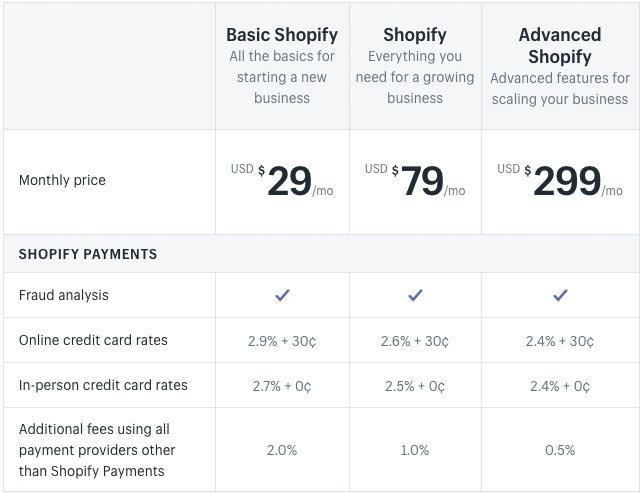 Basic Shopify
All the basics for
starting a new
business
Shopify
Everything you
need for a growing
business
Advanced
Shopify
Advanced features for
scaling your business
Monthly price
USD $29/mo
USD $79/mo
USD $299/mo
SHOPIFY PAYMENTS
Fraud analysis
Online credit card rates
2.9% + 30¢
2.6% + 30¢
2.4% + 30¢
In-person credit card rates
2.7% + 0¢
2.5% + 0¢
2.4% + 0¢
Additional fees using all
payment providers other
than Shopify Payments
2.0%
1.0%
0.5%